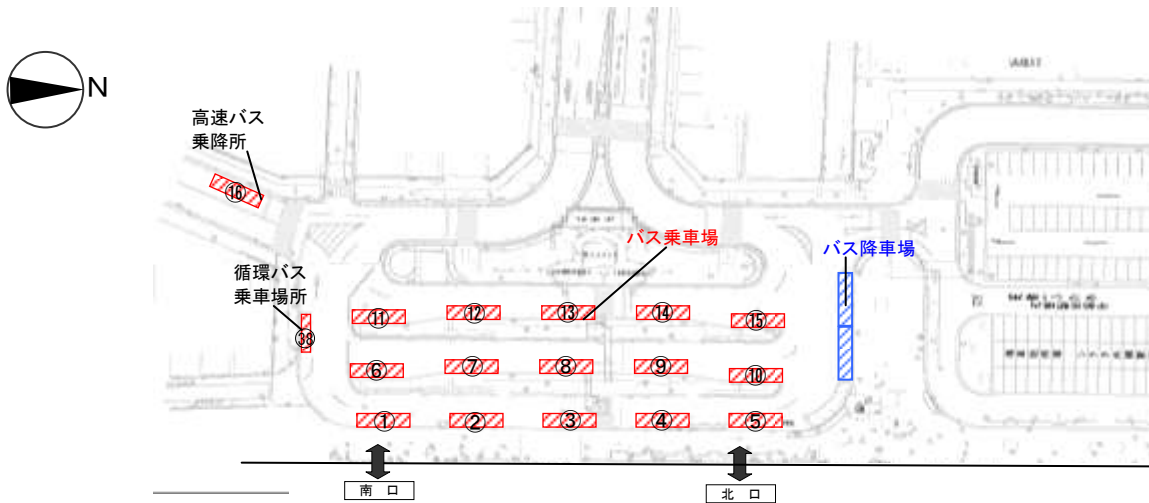 N
高速バス
乗降所
⑯
バス乗車場
バス降車場
循環バス
乗車場所
㊳
⑪
⑫
⑬
⑭
⑮
⑥
⑦
⑧
⑨
⑩
①
②
③
④
⑤
南 口
北 口